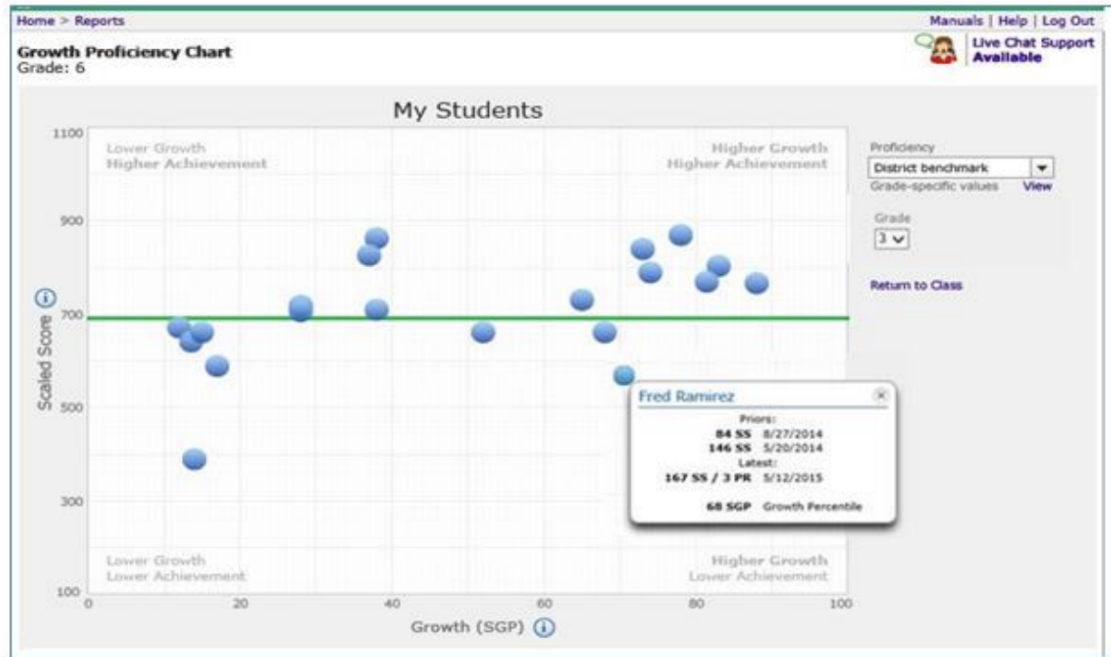 Home > Reports
Manuals | Help | Log Out
Growth Proficiency Chart
Grade: 6
Live Chat Support
Available
My Students
1100
900
700
500
300
100
Scaled Score
Lower Growth
Higher Achievement
Higher Growth
Higher Achievement
Fred Ramirez
Priors:
84 SS 8/27/2014
146 SS 5/20/2014
Latest:
167 SS / 3 PR 5/12/2015
68 SGP Growth Percentile
Lower Growth
Lower Achievement
Higher Growth
Lower Achievement
0 20 40 60 80 100
Growth (SGP)
Proficiency
District benchmark
Grade-specific values View
Grade
3
Return to Class